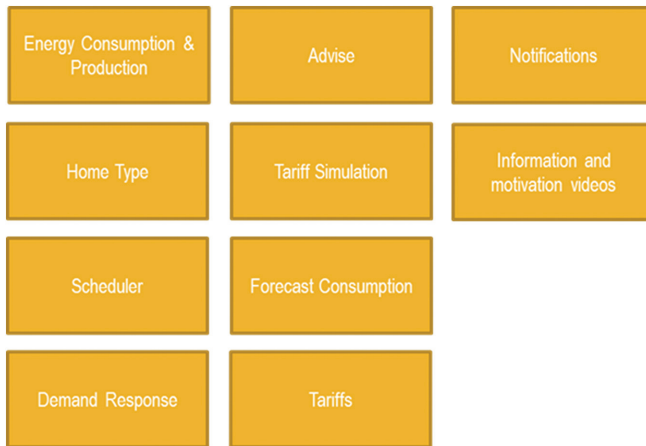 Energy Consumption &
Production
Advise
Notifications
Home Type
Tariff Simulation
Information and
motivation videos
Scheduler
Forecast Consumption
Demand Response
Tariffs